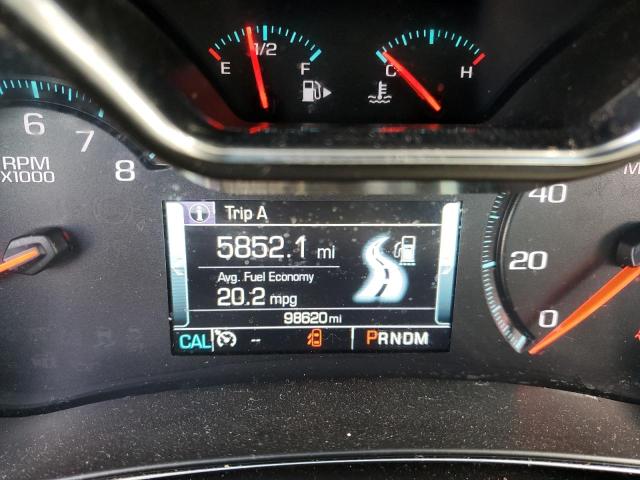 1/2
E F
C H
6 7 8
RPM
X1000
Trip A
5852.1 mi
Avg. Fuel Economy
20.2 mpg
98620 mi
CAL -- PRNDM
M
40
20
0